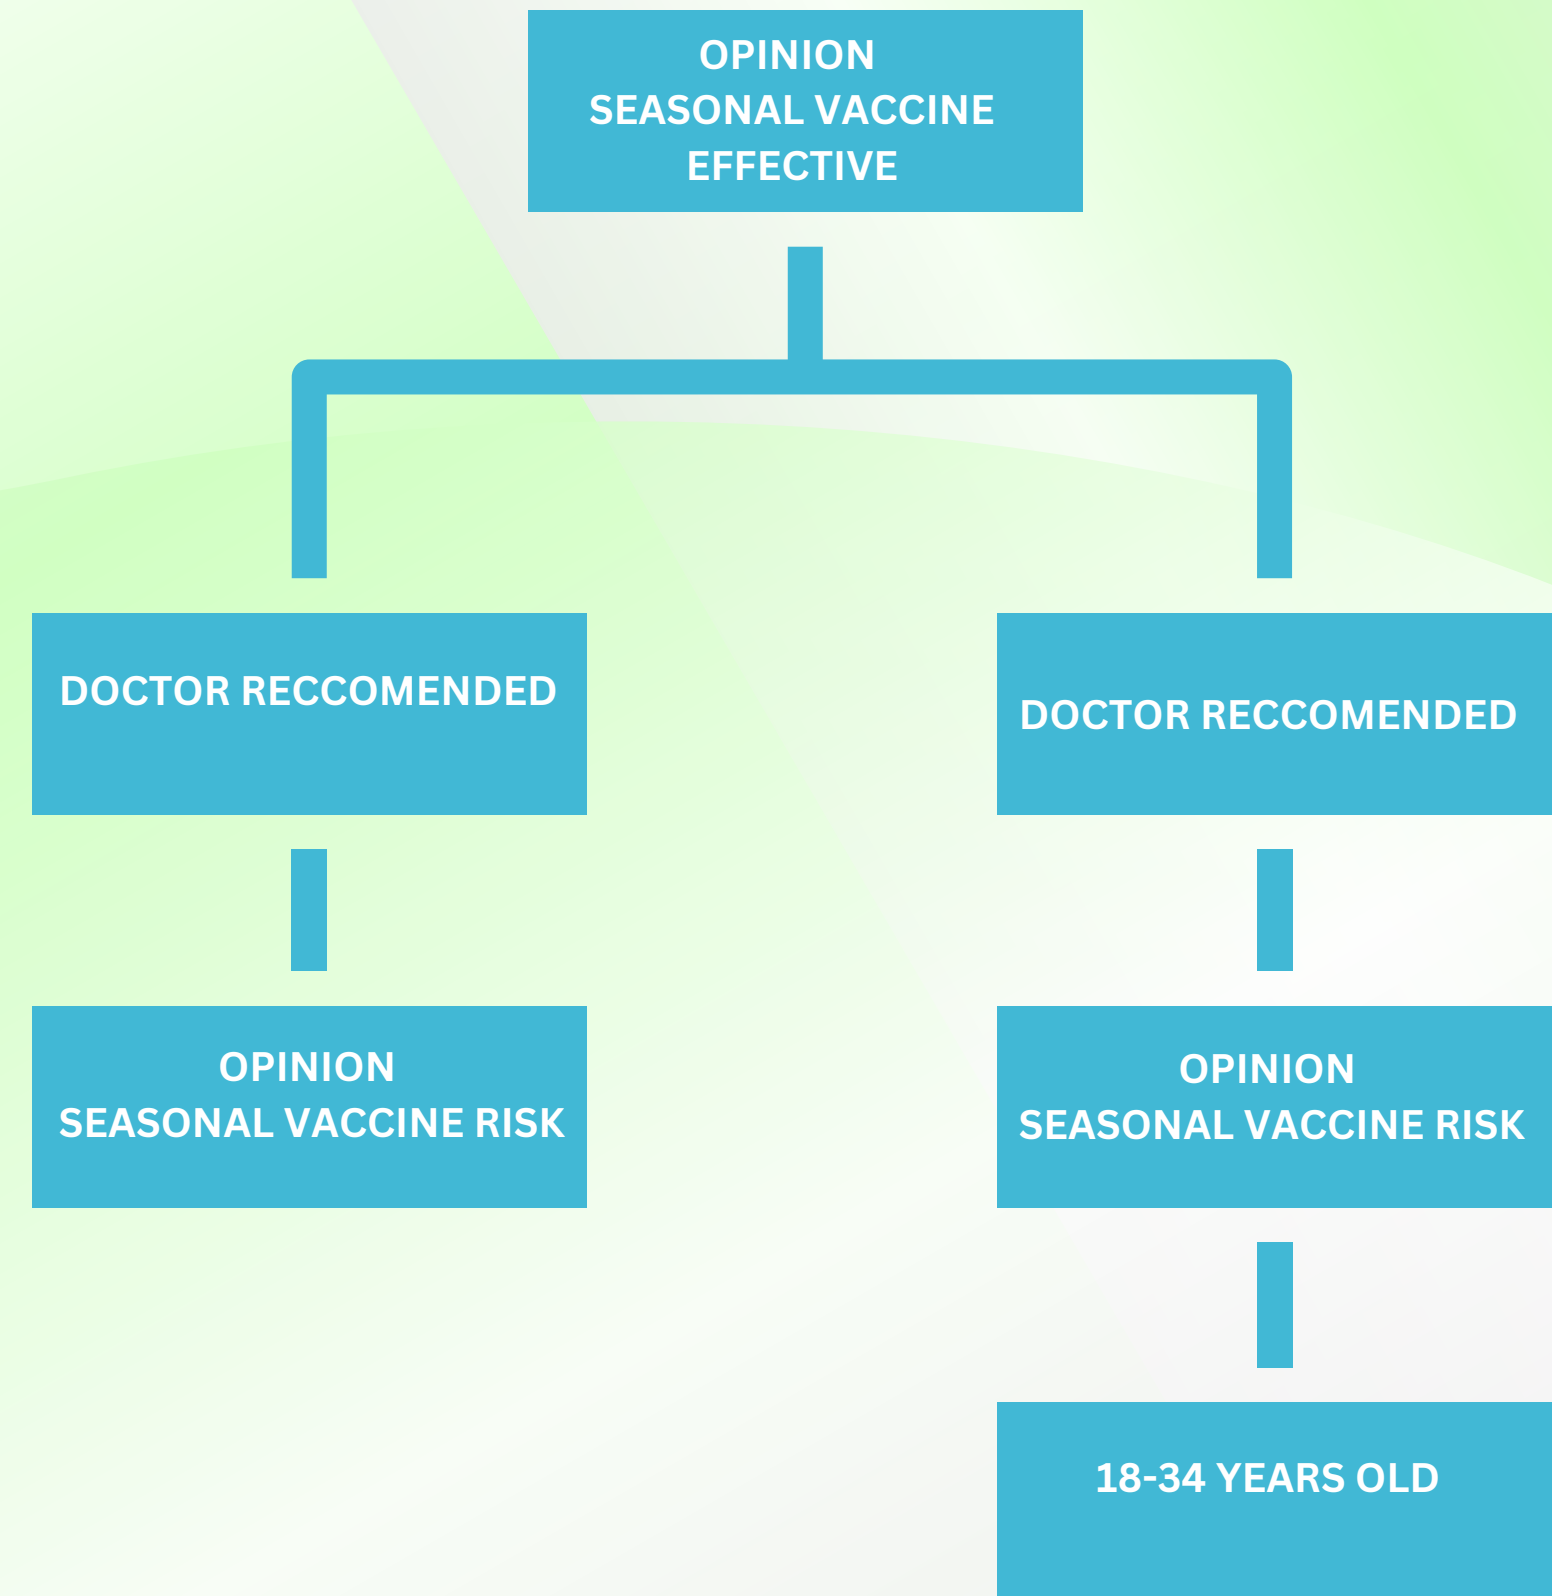 OPINION
SEASONAL VACCINE
EFFECTIVE
DOCTOR RECCOMENDED
DOCTOR RECCOMENDED
OPINION
SEASONAL VACCINE RISK
OPINION
SEASONAL VACCINE RISK
18-34 YEARS OLD